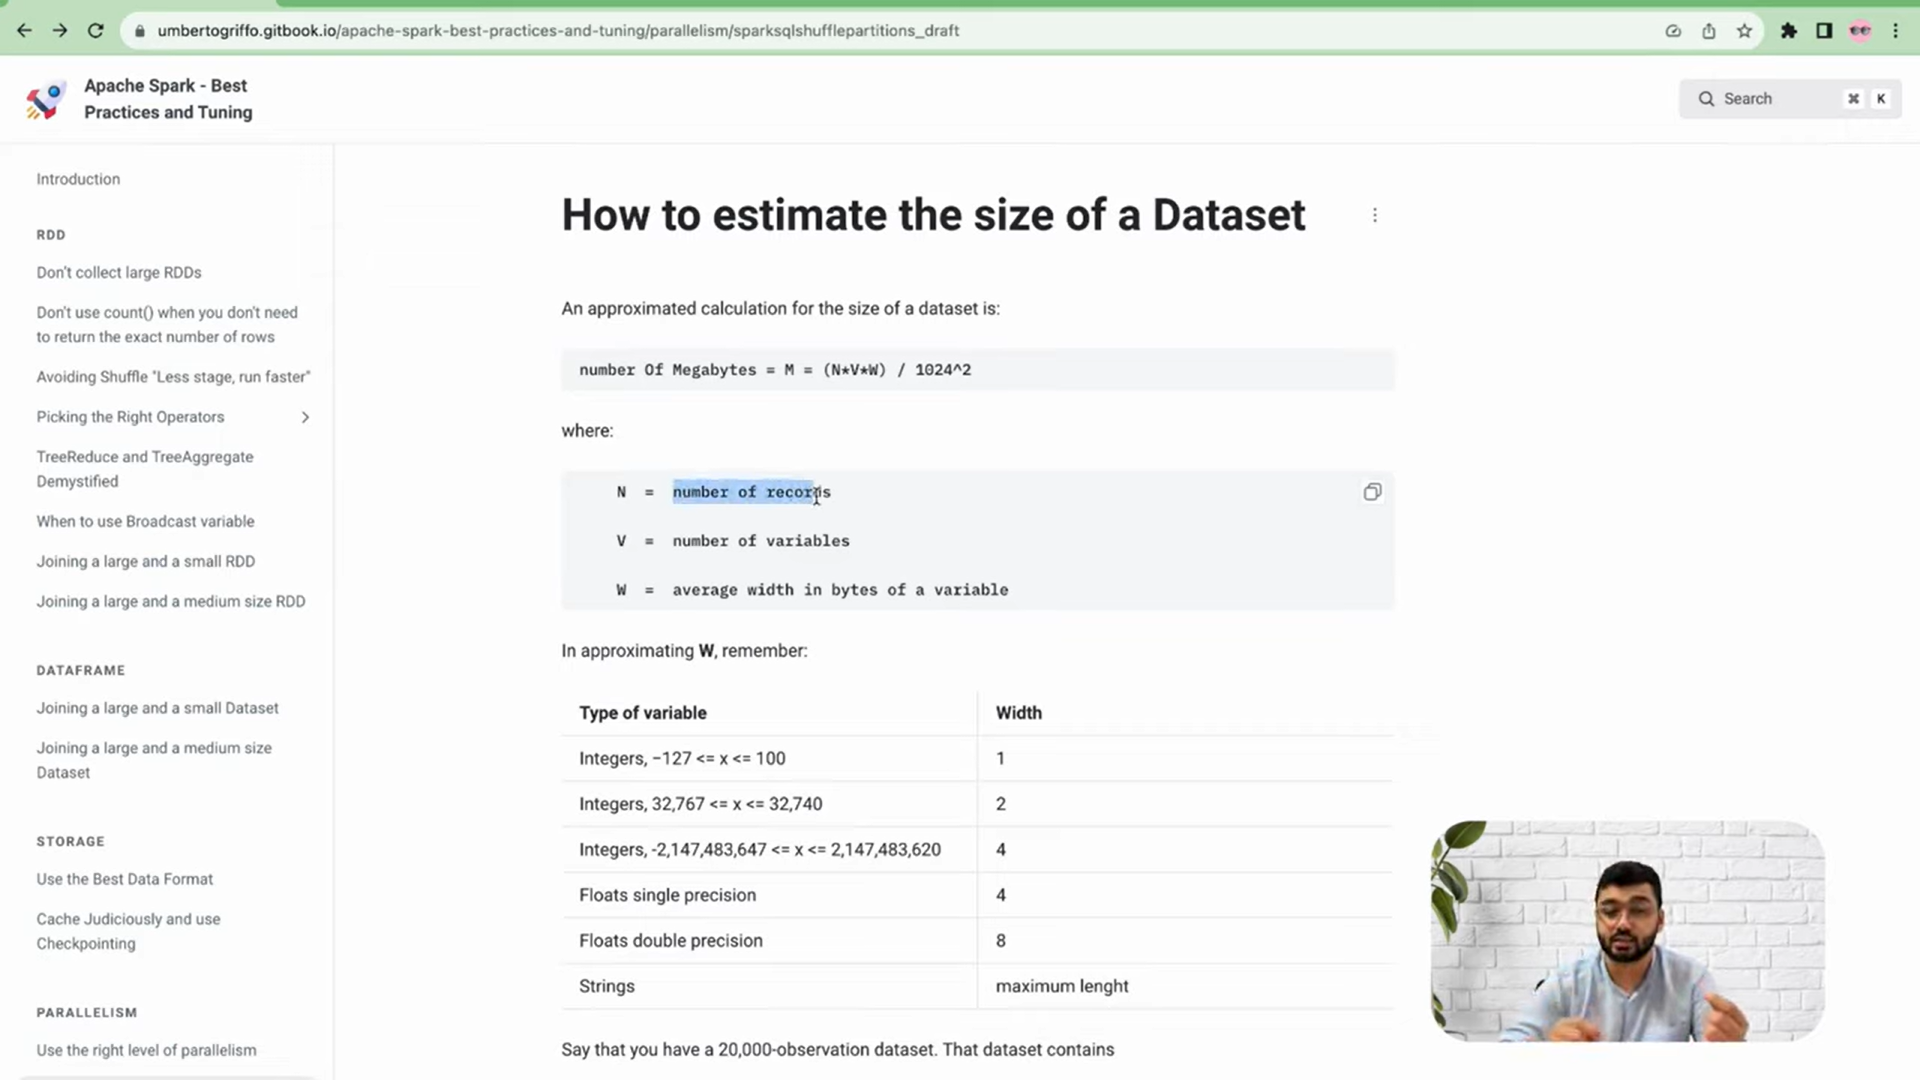 umbertogriffo.gitbook.io/apache-spark-best-practices-and-tuning/parallelism/sparksqlshufflepartitions_draft
Apache Spark - Best
Practices and Tuning
Search ⌘ K
Introduction
RDD
Don't collect large RDDs
Don't use count() when you don't need
to return the exact number of rows
Avoiding Shuffle "Less stage, run faster"
Picking the Right Operators
TreeReduce and TreeAggregate
Demystified
When to use Broadcast variable
Joining a large and a small RDD
Joining a large and a medium size RDD
DATAFRAME
Joining a large and a small Dataset
Joining a large and a medium size
Dataset
STORAGE
Use the Best Data Format
Cache Judiciously and use
Checkpointing
PARALLELISM
Use the right level of parallelism
How to estimate the size of a Dataset
An approximated calculation for the size of a dataset is:
number Of Megabytes = M = (N*V*W) / 1024^2
where:
N = number of records
V = number of variables
W = average width in bytes of a variable
In approximating W, remember:
Type of variable Width
Integers, −127 <= x <= 100 1
Integers, 32,767 <= x <= 32,740 2
Integers, -2,147,483,647 <= x <= 2,147,483,620 4
Floats single precision 4
Floats double precision 8
Strings maximum lenght
Say that you have a 20,000-observation dataset. That dataset contains